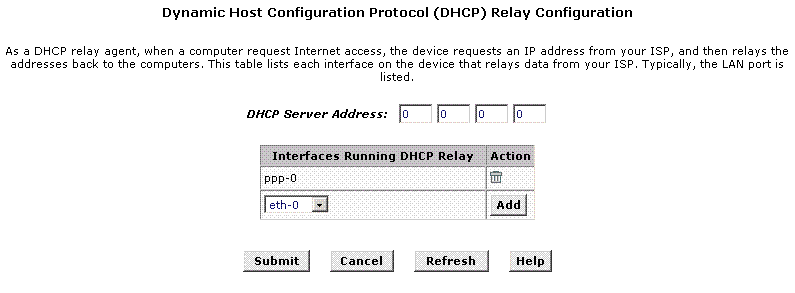 Dynamic Host Configuration Protocol (DHCP) Relay Configuration
As a DHCP relay agent, when a computer request Internet access, the device requests an IP address from your ISP, and then relays the
addresses back to the computers. This table lists each interface on the device that relays data from your ISP. Typically, the LAN port is
listed.
DHCP Server Address: 0 0 0 0
Interfaces Running DHCP Relay Action
ppp-0
eth-0 Add
Submit Cancel Refresh Help